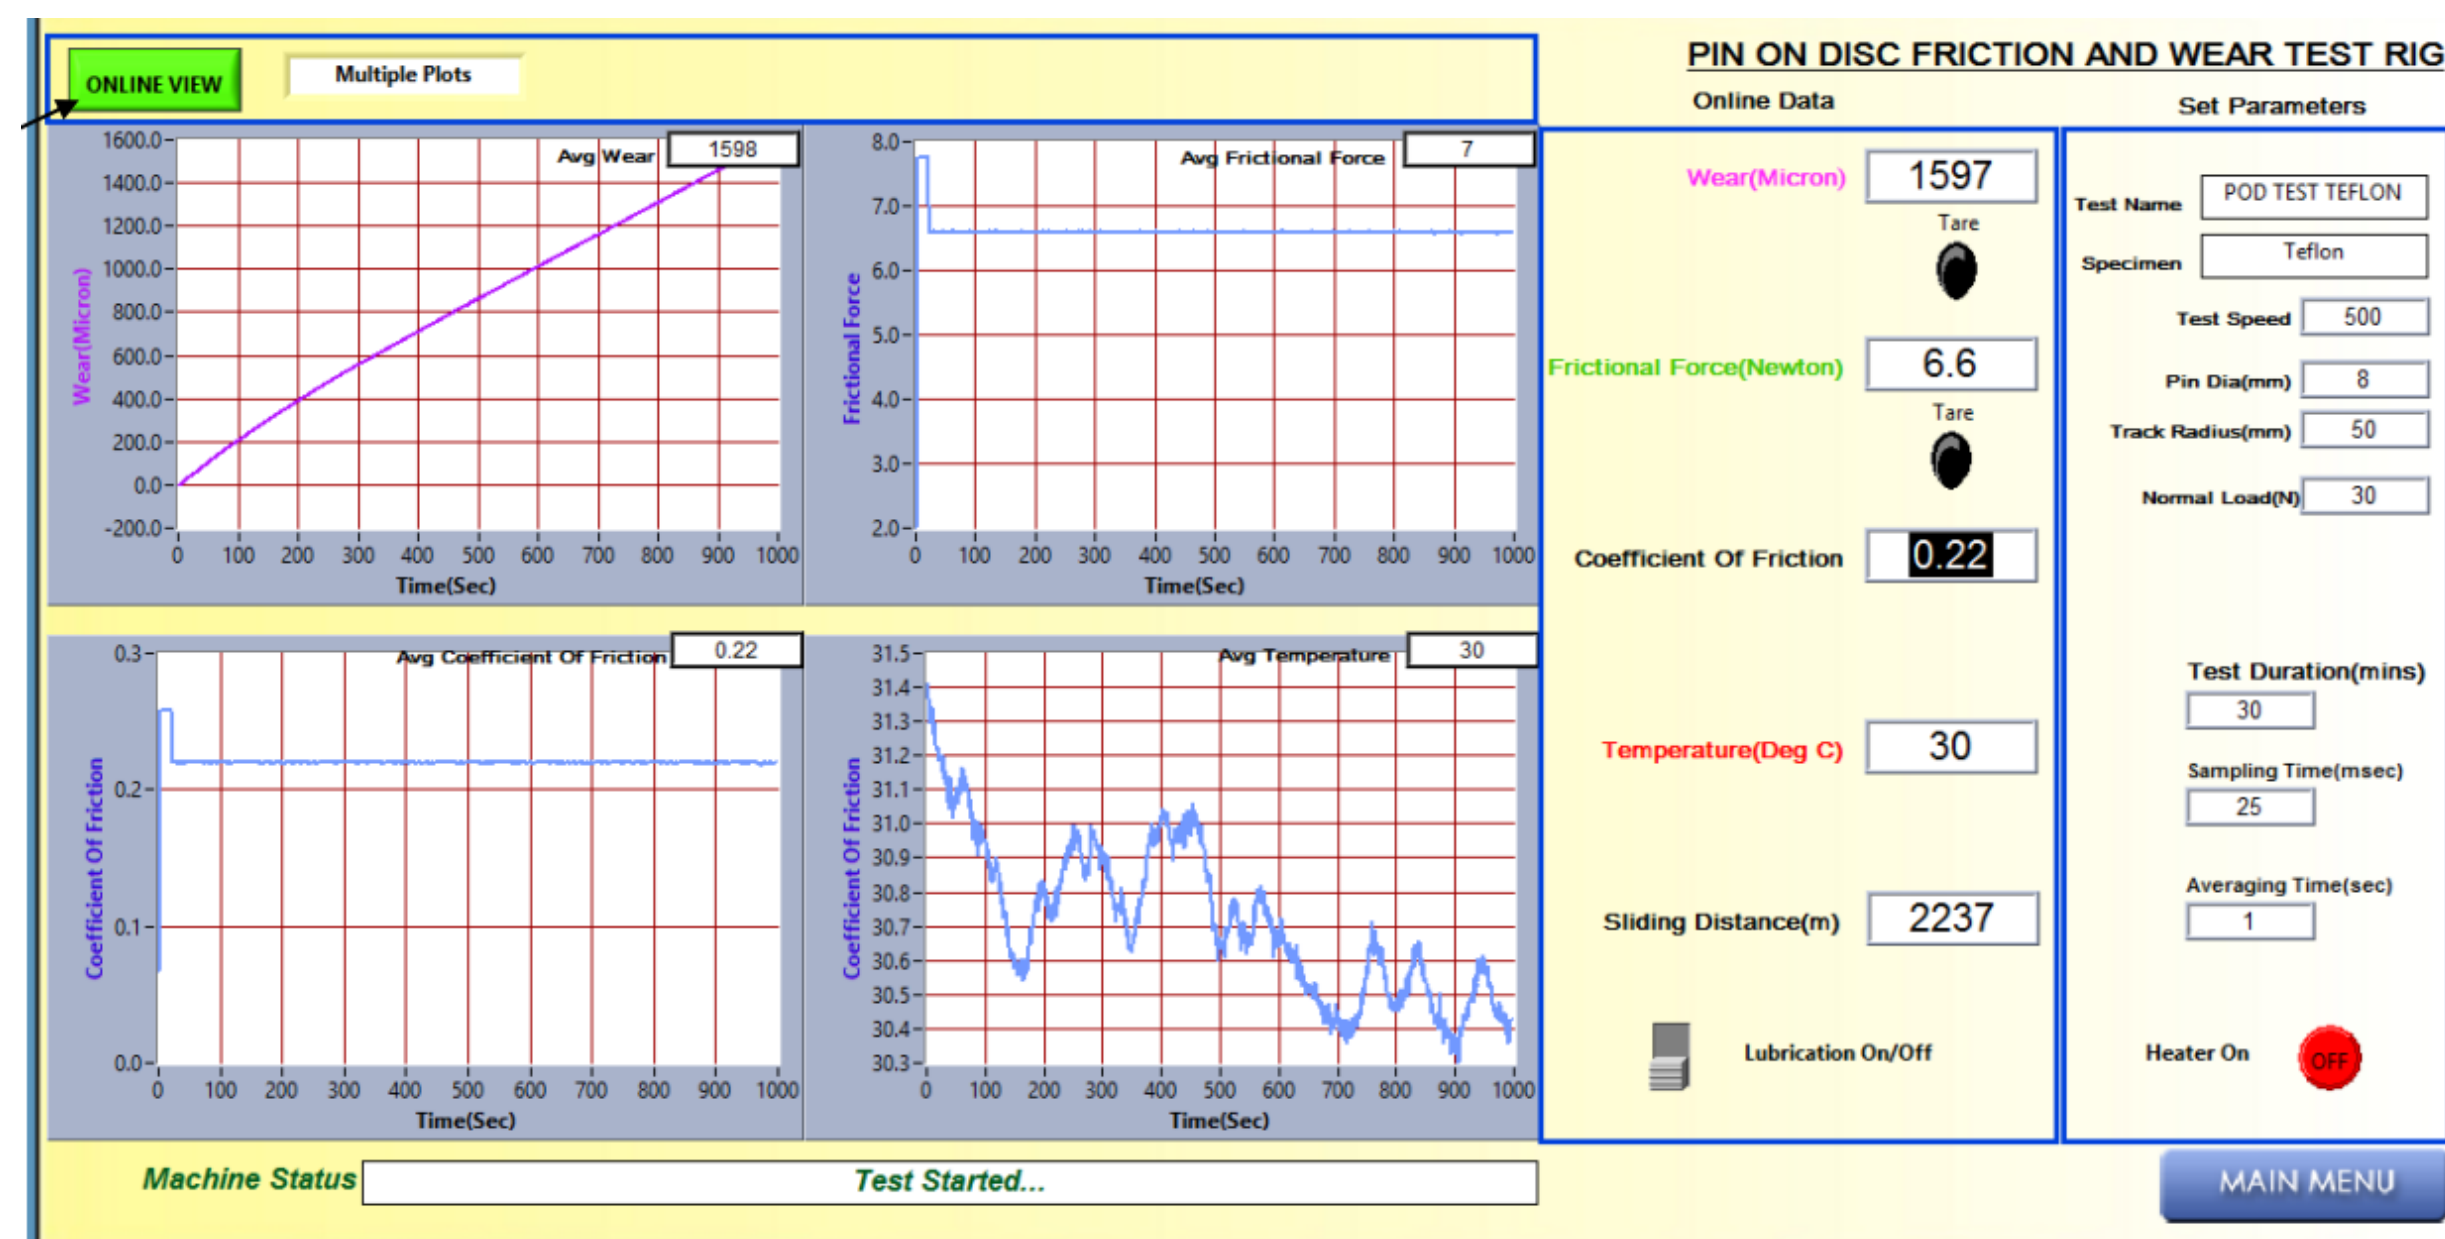 ONLINE VIEW
Multiple Plots
PIN ON DISC FRICTION AND WEAR TEST RIG
Online Data
Set Parameters
Avg Wear 1598
1600.0
1400.0
1200.0
1000.0
800.0
600.0
400.0
200.0
0.0
-200.0
Wear(Micron)
0 100 200 300 400 500 600 700 800 900 1000
Time(Sec)
Avg Frictional Force 7
8.0
7.0
6.0
5.0
4.0
3.0
2.0
Frictional Force
0 100 200 300 400 500 600 700 800 900 1000
Time(Sec)
Avg Coefficient Of Friction 0.22
0.3
0.2
0.1
0.0
Coefficient Of Friction
0 100 200 300 400 500 600 700 800 900 1000
Time(Sec)
Avg Temperature 30
31.5
31.4
31.3
31.2
31.1
31.0
30.9
30.8
30.7
30.6
30.5
30.4
30.3
Coefficient Of Friction
0 100 200 300 400 500 600 700 800 900 1000
Time(Sec)
Wear(Micron) 1597
Tare
Frictional Force(Newton) 6.6
Tare
Coefficient Of Friction 0.22
Temperature(Deg C) 30
Sliding Distance(m) 2237
Lubrication On/Off
Test Name POD TEST TEFLON
Specimen Teflon
Test Speed 500
Pin Dia(mm) 8
Track Radius(mm) 50
Normal Load(N) 30
Test Duration(mins)
30
Sampling Time(msec)
25
Averaging Time(sec)
1
Heater On OFF
Machine Status Test Started...
MAIN MENU